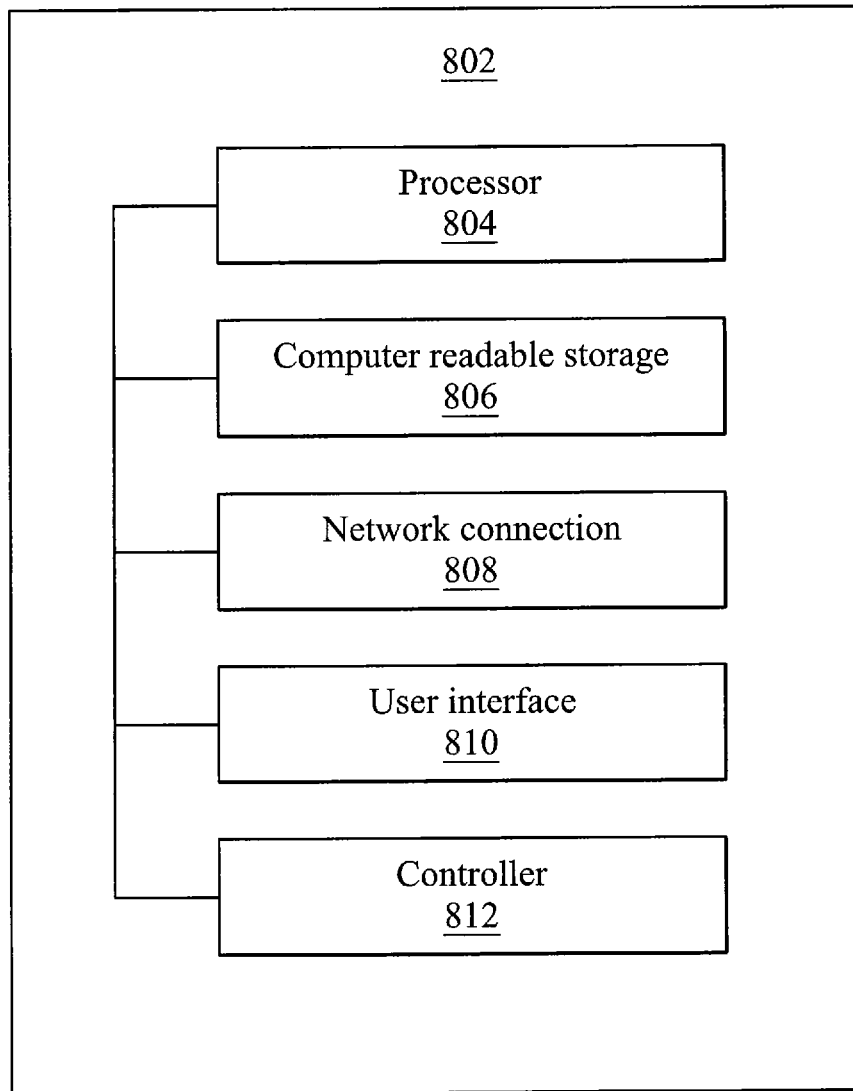 802
Processor
804
Computer readable storage
806
Network connection
808
User interface
810
Controller
812